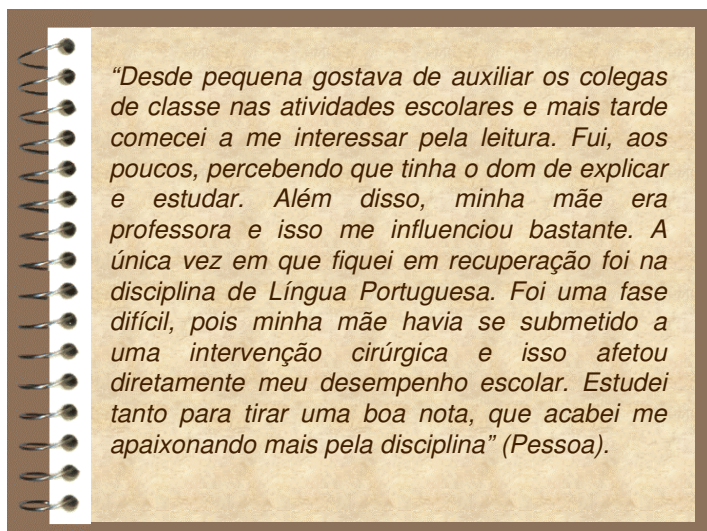 “Desde pequena gostava de auxiliar os colegas
de classe nas atividades escolares e mais tarde
comecei a me interessar pela leitura. Fui, aos
poucos, percebendo que tinha o dom de explicar
e estudar. Além disso, minha mãe era
professora e isso me influenciou bastante. A
única vez em que fiquei em recuperação foi na
disciplina de Língua Portuguesa. Foi uma fase
difícil, pois minha mãe havia se submetido a
uma intervenção cirúrgica e isso afetou
diretamente meu desempenho escolar. Estudei
tanto para tirar uma boa nota, que acabei me
apaixonando mais pela disciplina” (Pessoa).